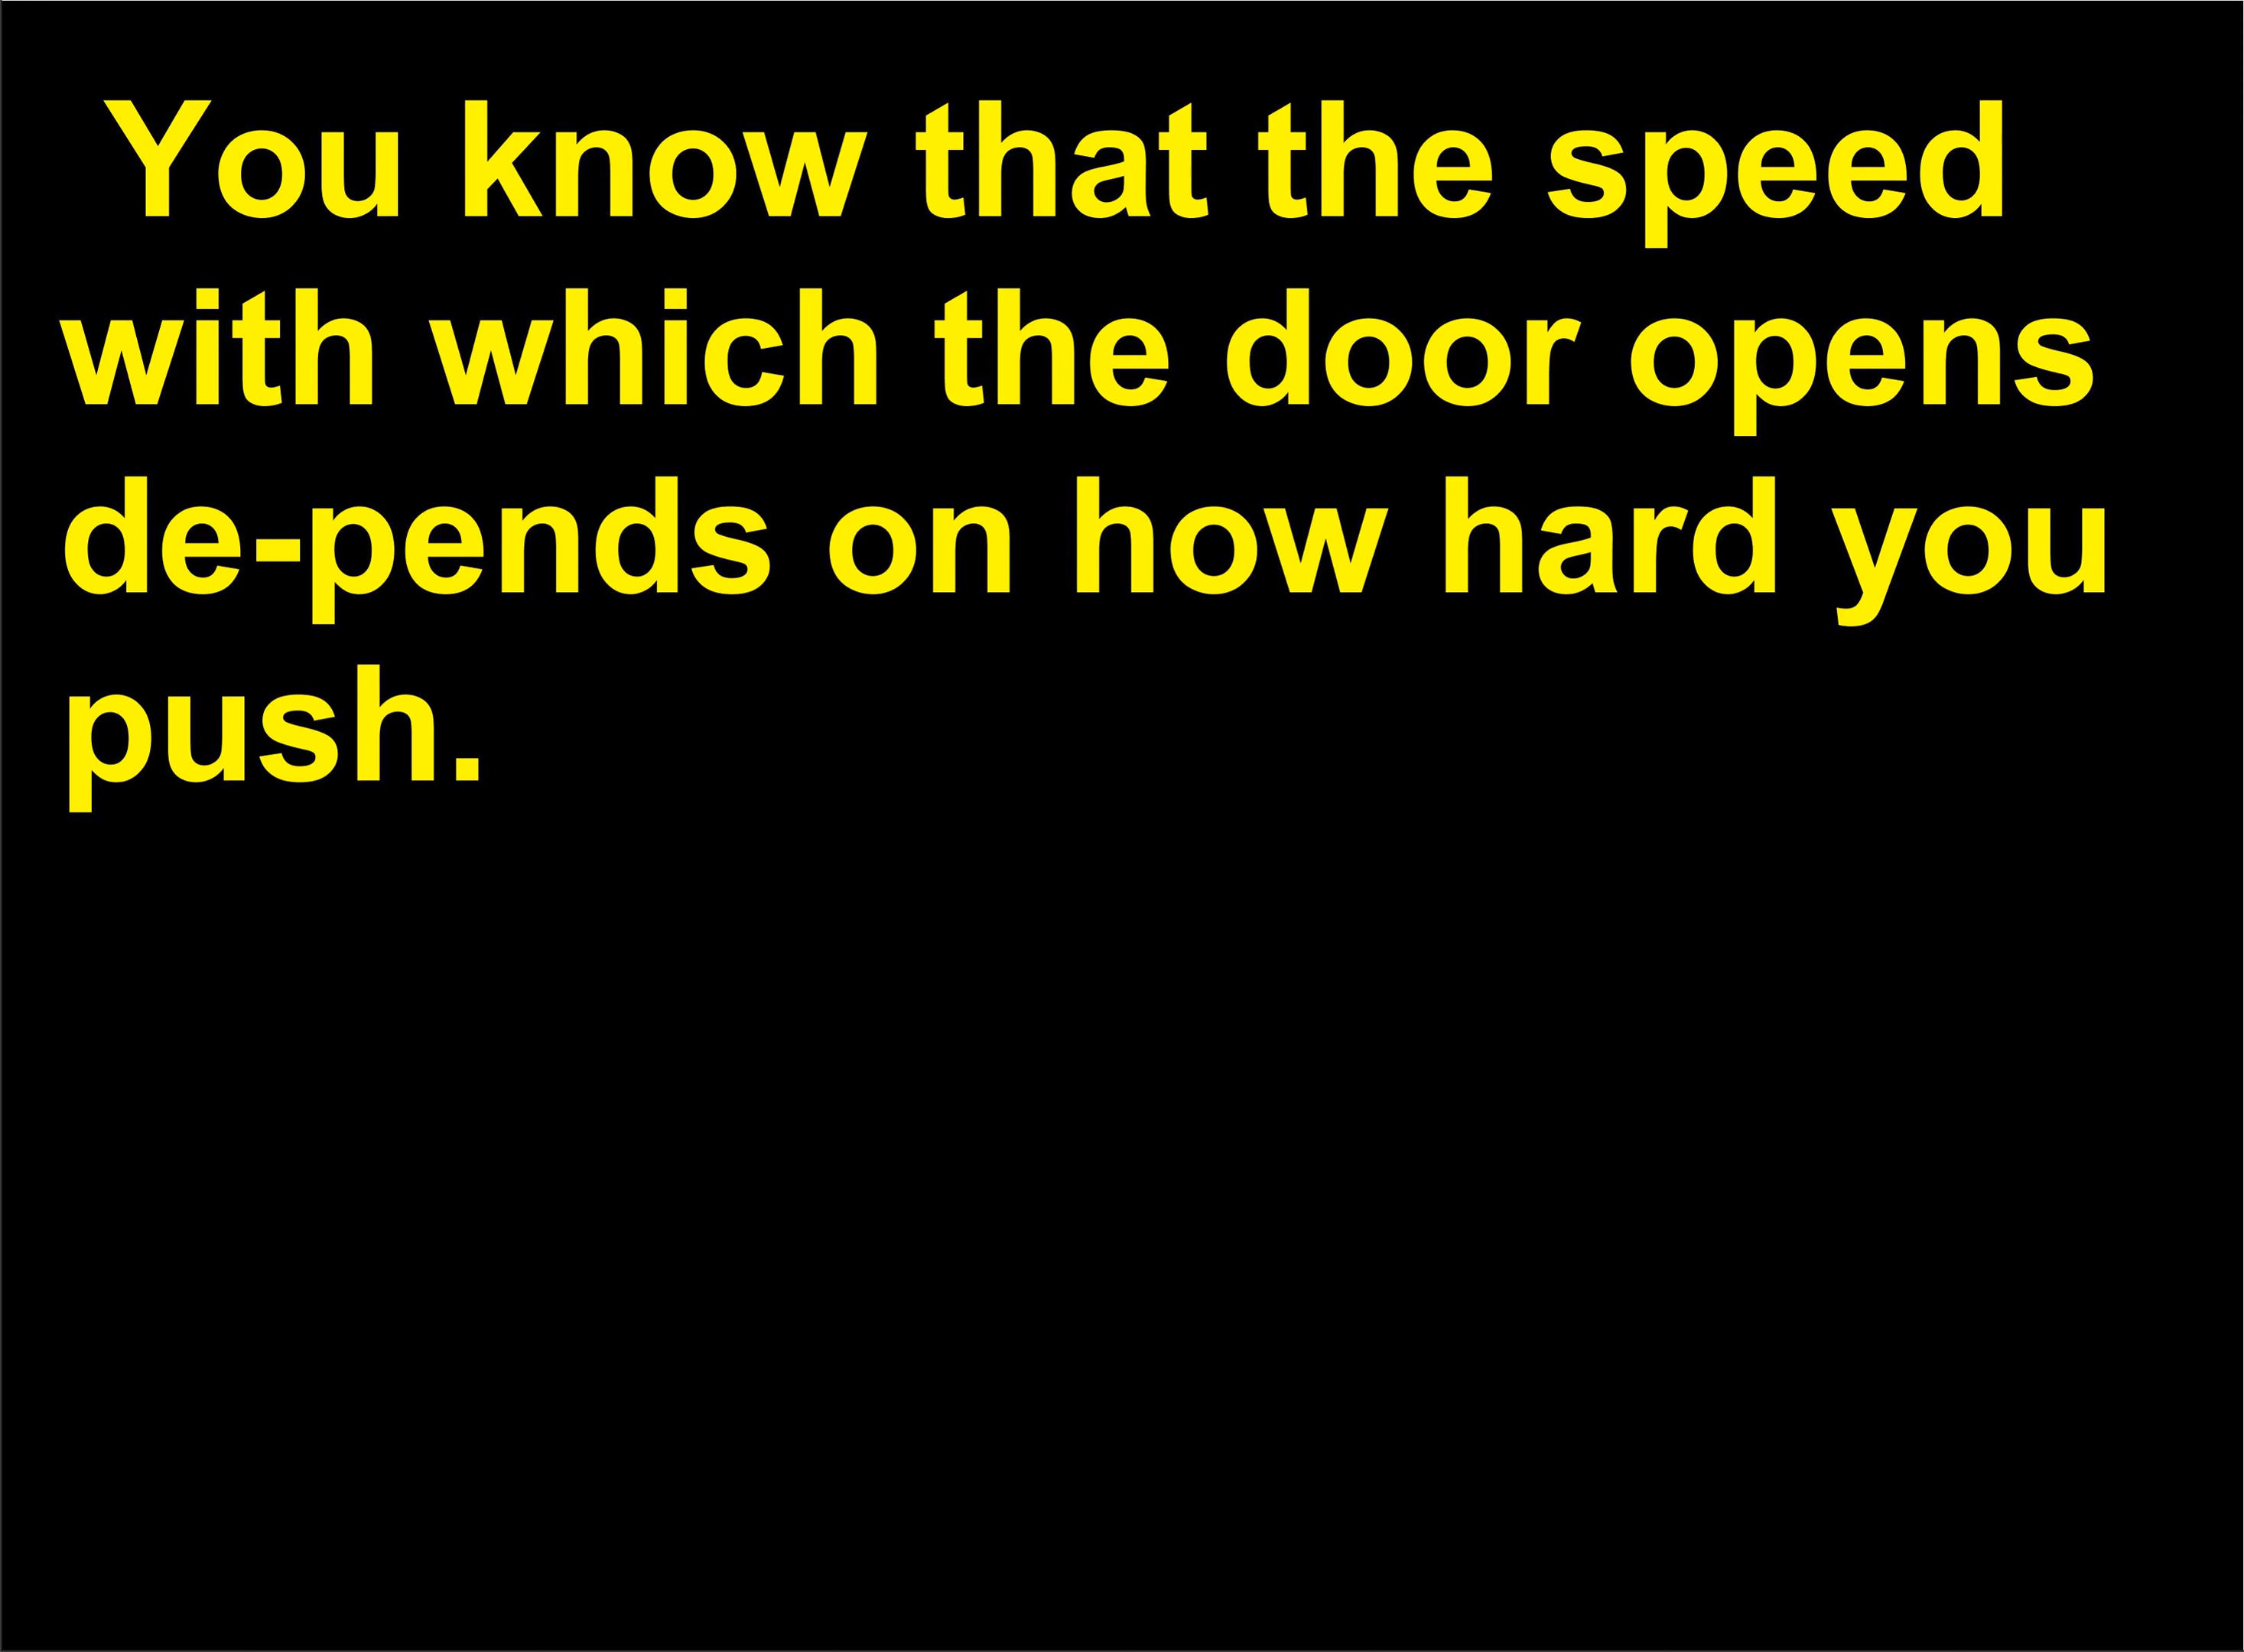 You know that the speed
with which the door opens
de-pends on how hard you
push.